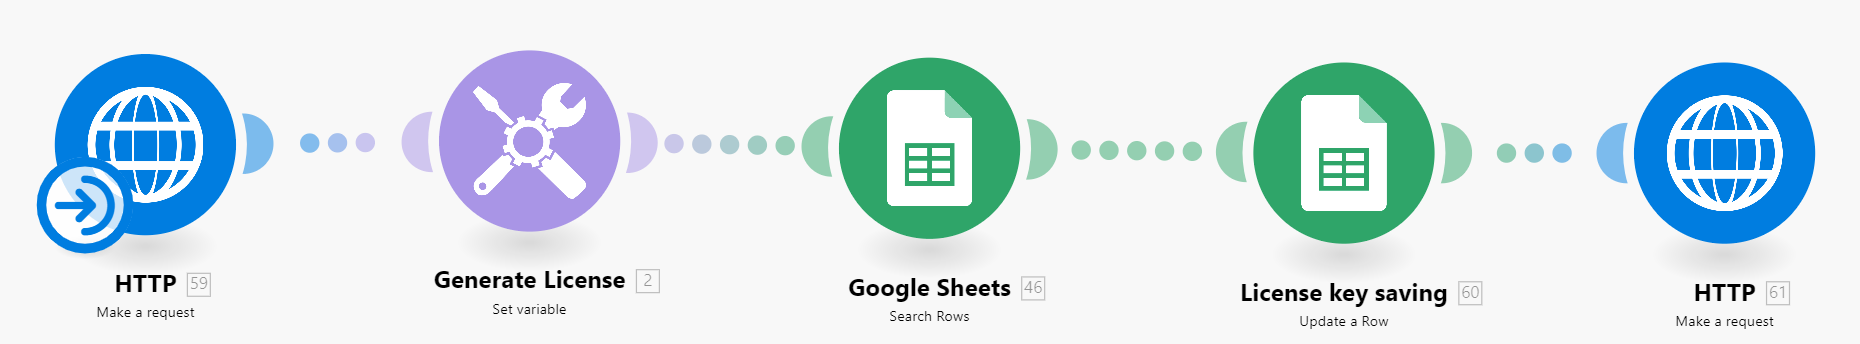 HTTP 59
Make a request
Generate License 2
Set variable
Google Sheets 46
Search Rows
License key saving 60
Update a Row
HTTP 61
Make a request